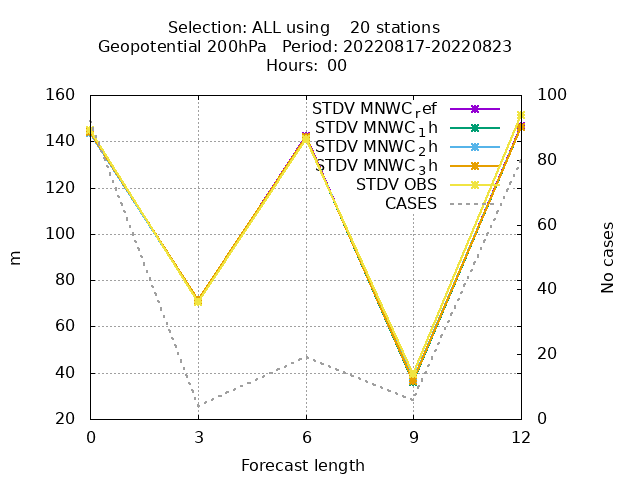 Selection: ALL using    20 stations
Geopotential 200hPa   Period: 20220817-20220823
Hours:  00
160 100
STDV MNWC_ref
STDV MNWC_1h
140
STDV MNWC_2h
80
STDV MNWC_3h
120
STDV OBS
CASES
60
100
m
No cases
80
40
60
20
40
20 0
0 3 6 9 12
Forecast length